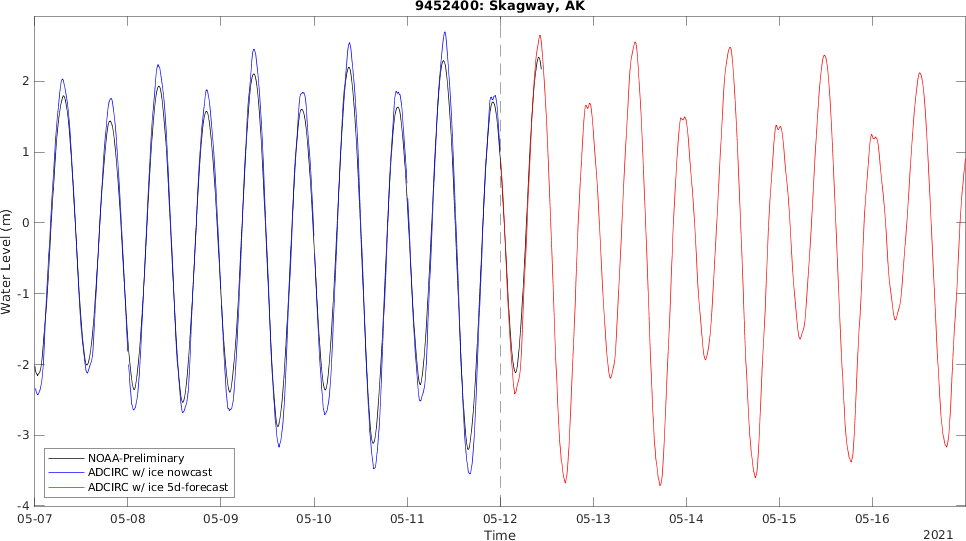 9452400: Skagway, AK
Water Level (m)
2
1
0
-1
-2
-3
-4
NOAA-Preliminary
ADCIRC w/ ice nowcast
ADCIRC w/ ice 5d-forecast
05-07 05-08 05-09 05-10 05-11 05-12 05-13 05-14 05-15 05-16
Time
2021